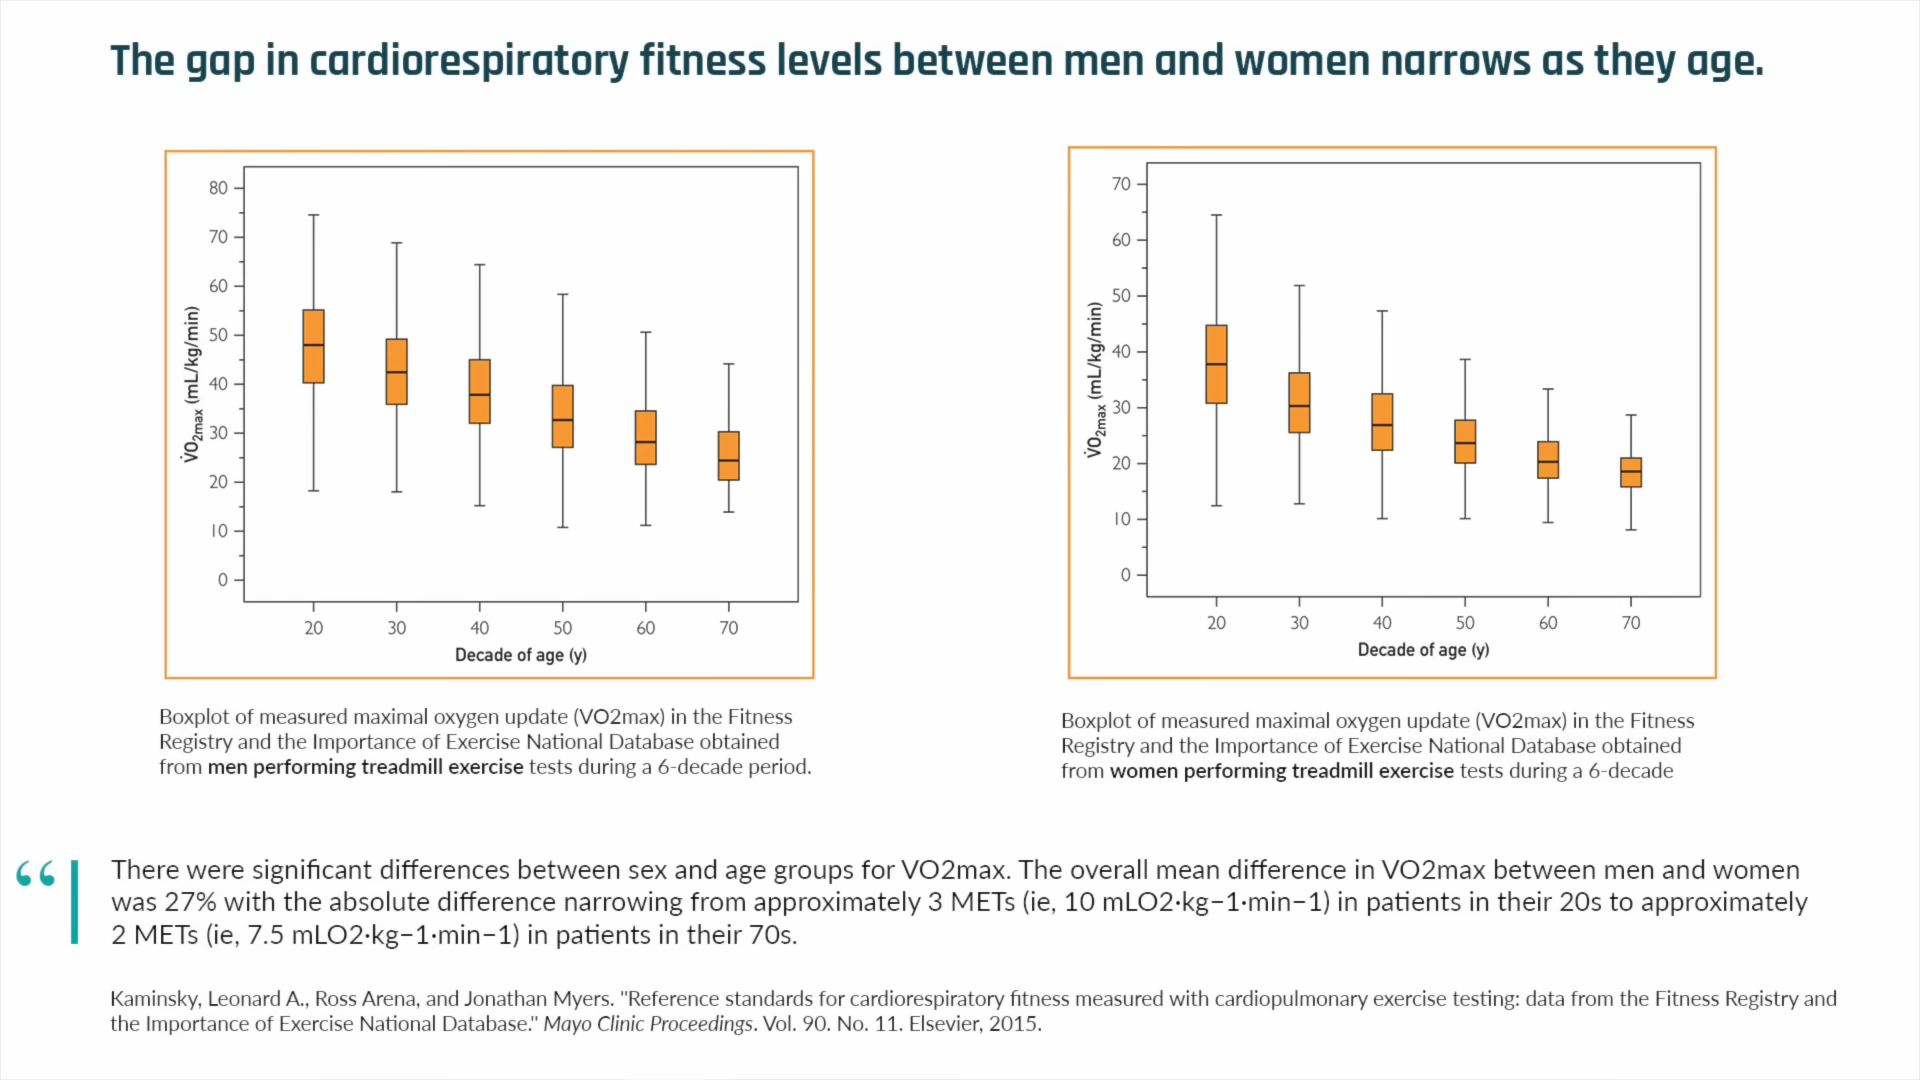 The gap in cardiorespiratory fitness levels between men and women narrows as they age.
80
70
60
50
40
30
20
10
0
V̇O2max (mL/kg/min)
20 30 40 50 60 70
Decade of age (y)
Boxplot of measured maximal oxygen update (VO2max) in the Fitness
Registry and the Importance of Exercise National Database obtained
from men performing treadmill exercise tests during a 6-decade period.
70
60
50
40
30
20
10
0
V̇O2max (mL/kg/min)
20 30 40 50 60 70
Decade of age (y)
Boxplot of measured maximal oxygen update (VO2max) in the Fitness
Registry and the Importance of Exercise National Database obtained
from women performing treadmill exercise tests during a 6-decade
“ There were significant differences between sex and age groups for VO2max. The overall mean difference in VO2max between men and women
was 27% with the absolute difference narrowing from approximately 3 METs (ie, 10 mLO2·kg−1·min−1) in patients in their 20s to approximately
2 METs (ie, 7.5 mLO2·kg−1·min−1) in patients in their 70s.
Kaminsky, Leonard A., Ross Arena, and Jonathan Myers. "Reference standards for cardiorespiratory fitness measured with cardiopulmonary exercise testing: data from the Fitness Registry and
the Importance of Exercise National Database." Mayo Clinic Proceedings. Vol. 90. No. 11. Elsevier, 2015.